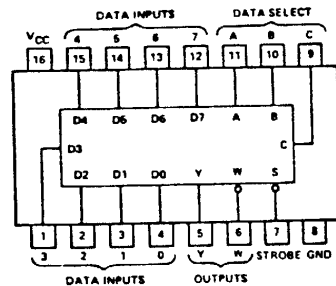 DATA INPUTS DATA SELECT
VCC 4 5 6 7 A B C
16 15 14 13 12 11 10 9
D4 D5 D6 D7 A B
D3 C
D2 D1 D0 Y W S
1 2 3 4 5 6 7 8
3 2 1 0 Y W STROBE GND
DATA INPUTS OUTPUTS